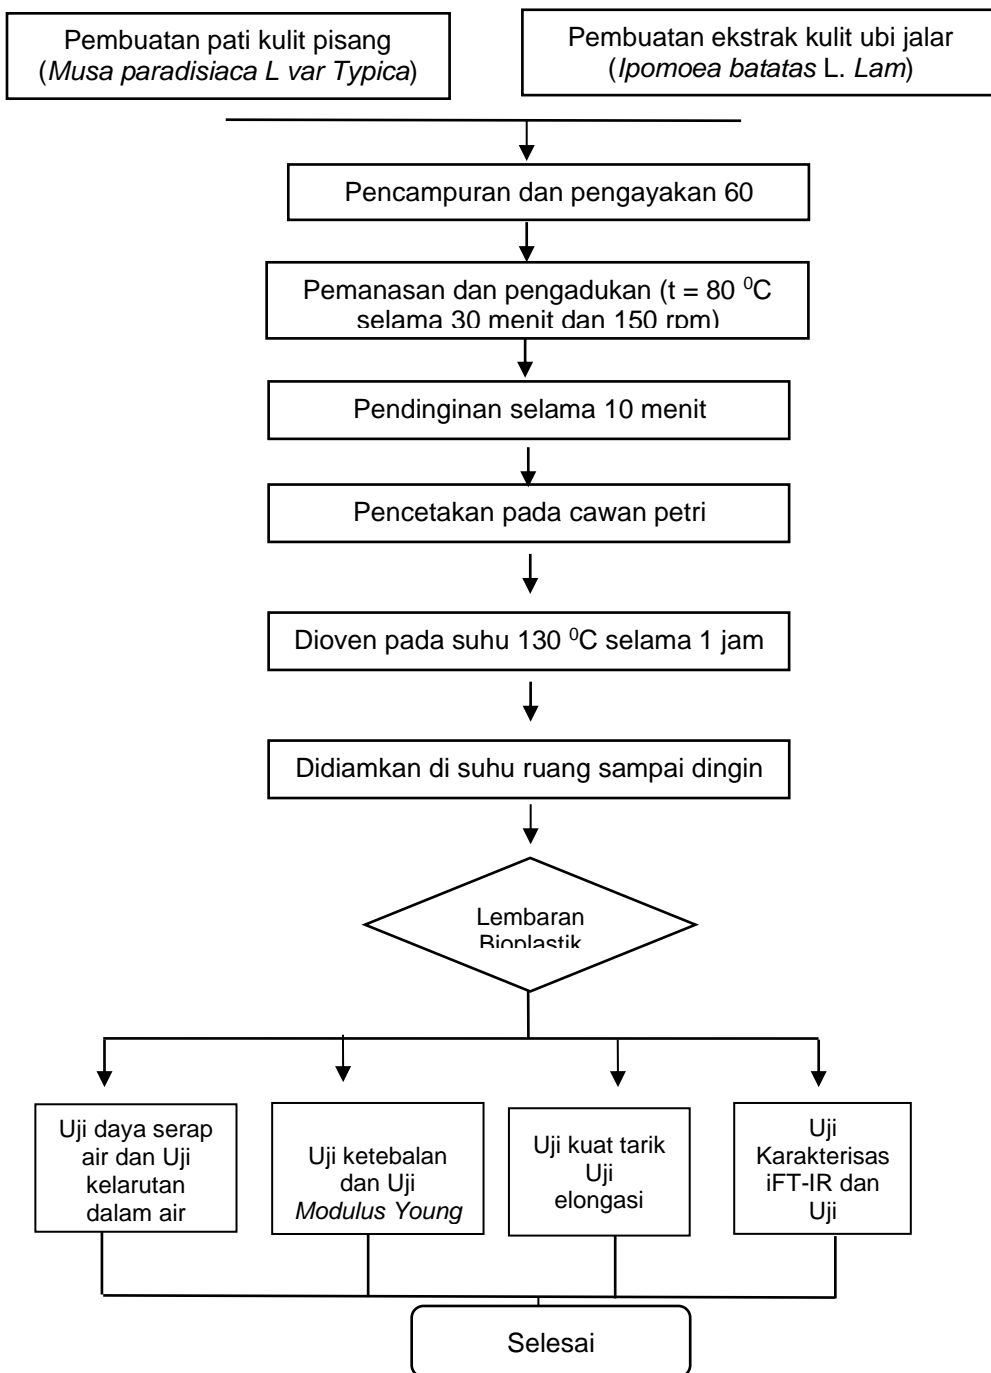 Pembuatan pati kulit pisang
(Musa paradisiaca L var Typica)
Pembuatan ekstrak kulit ubi jalar
(Ipomoea batatas L. Lam)
Pencampuran dan pengayakan 60
Pemanasan dan pengadukan (t = 80 ⁰C
selama 30 menit dan 150 rpm)
Pendinginan selama 10 menit
Pencetakan pada cawan petri
Dioven pada suhu 130 ⁰C selama 1 jam
Didiamkan di suhu ruang sampai dingin
Lembaran
Bioplastik
Uji daya serap
air dan Uji
kelarutan
dalam air
Uji ketebalan
dan Uji
Modulus Young
Uji kuat tarik
Uji
elongasi
Uji
Karakterisas
iFT-IR dan
Uji
Selesai